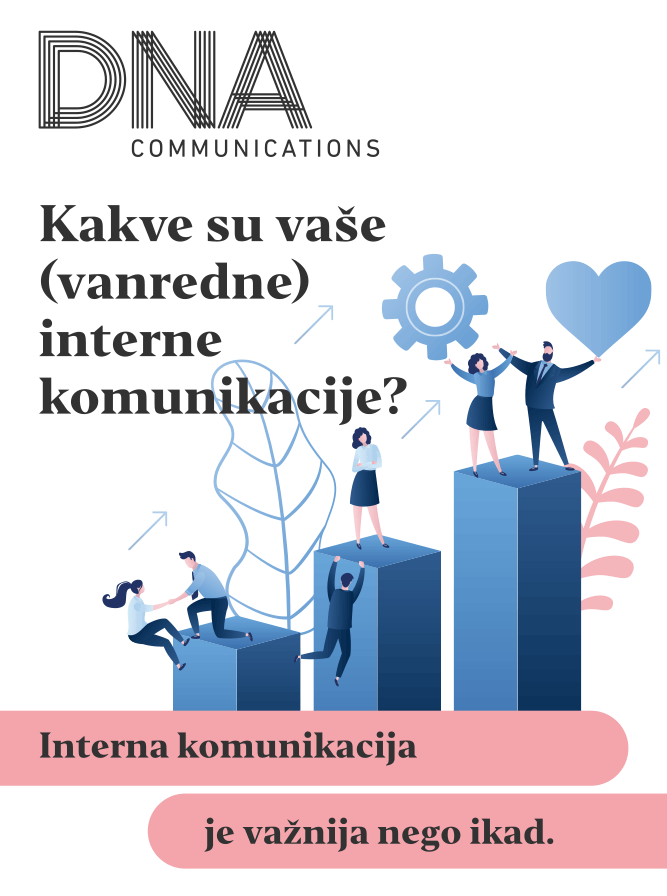 DNA
COMMUNICATIONS
Kakve su vaše
(vanredne)
interne
komunikacije?
Interna komunikacija
je važnija nego ikad.